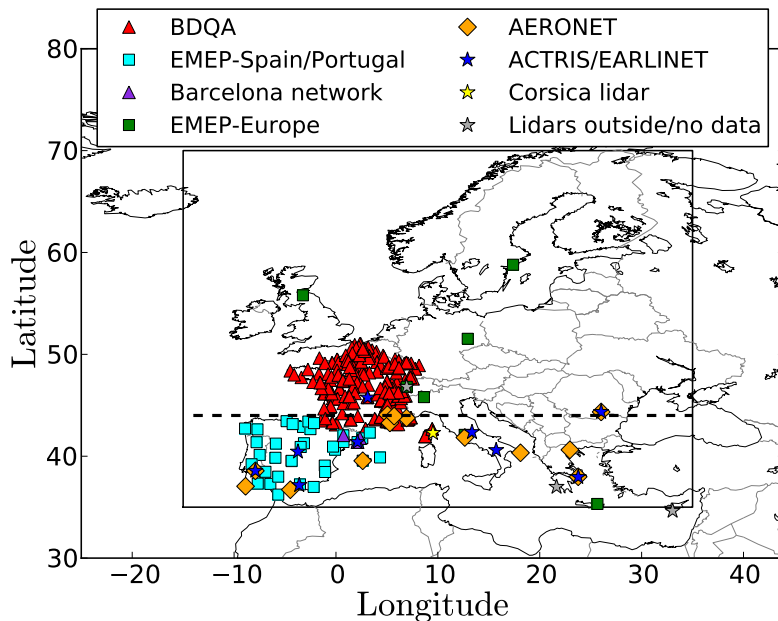 BDQA
EMEP-Spain/Portugal
Barcelona network
EMEP-Europe
AERONET
ACTRIS/EARLINET
Corsica lidar
Lidars outside/no data
80
70
60
50
40
30
Latitude
−20
−10
0
10
20
30
40
Longitude